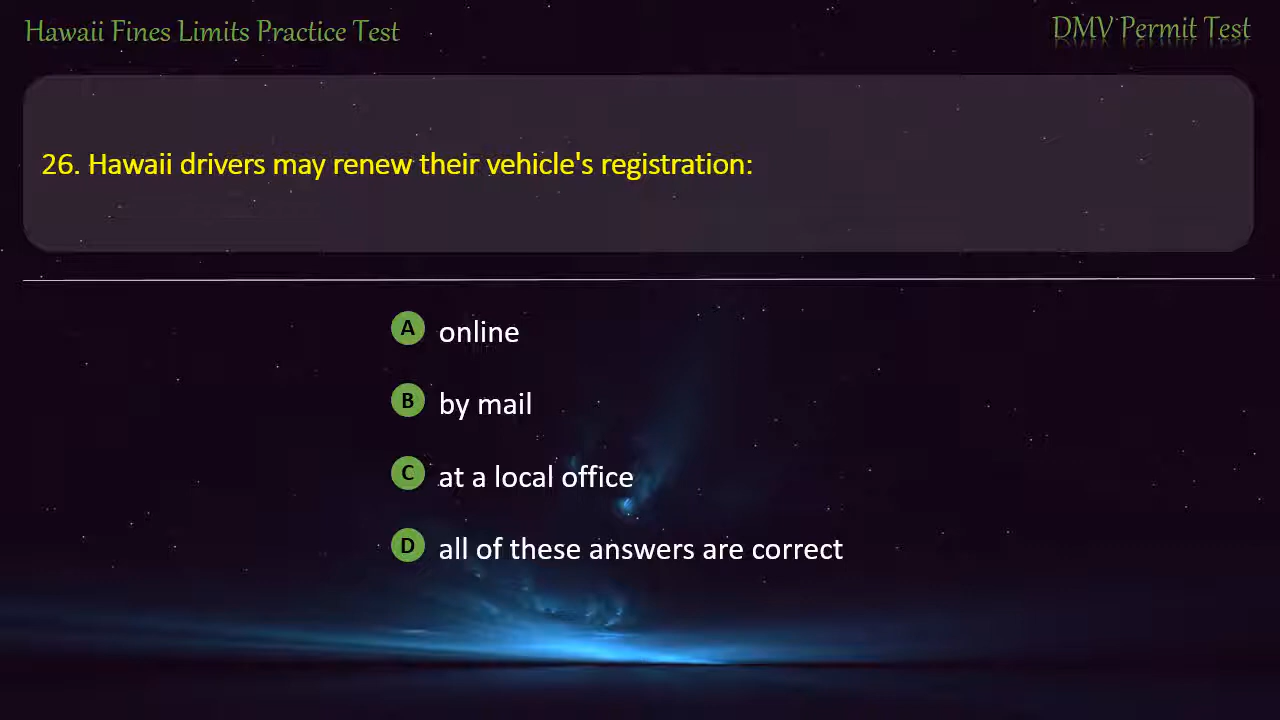 Hawaii Fines Limits Practice Test
DMV Permit Test
26. Hawaii drivers may renew their vehicle's registration:
A online
B by mail
C at a local office
D all of these answers are correct